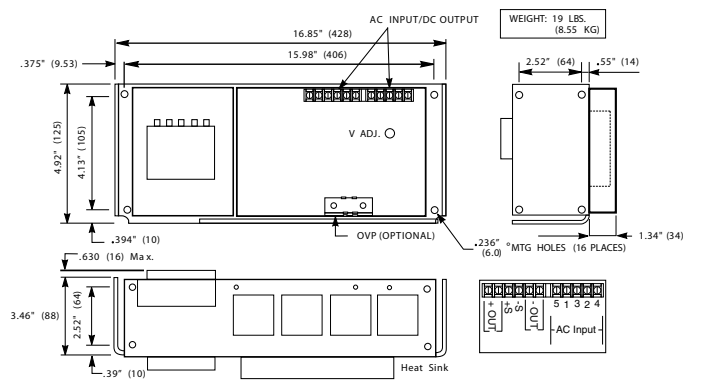 AC INPUT/DC OUTPUT
WEIGHT: 19 LBS.
(8.55 KG)
16.85" (428)
15.98" (406)
.375" (9.53)
2.52" (64)
.55" (14)
4.92" (125)
4.13" (105)
V ADJ.
.394" (10)
OVP (OPTIONAL)
.236" ° MTG HOLES (16 PLACES)
(6.0)
1.34" (34)
.630 (16) Max.
3.46" (88)
2.52" (64)
.39" (10)
Heat Sink
+ OUT
+S
-S
- OUT
5 1 3 2 4
AC Input